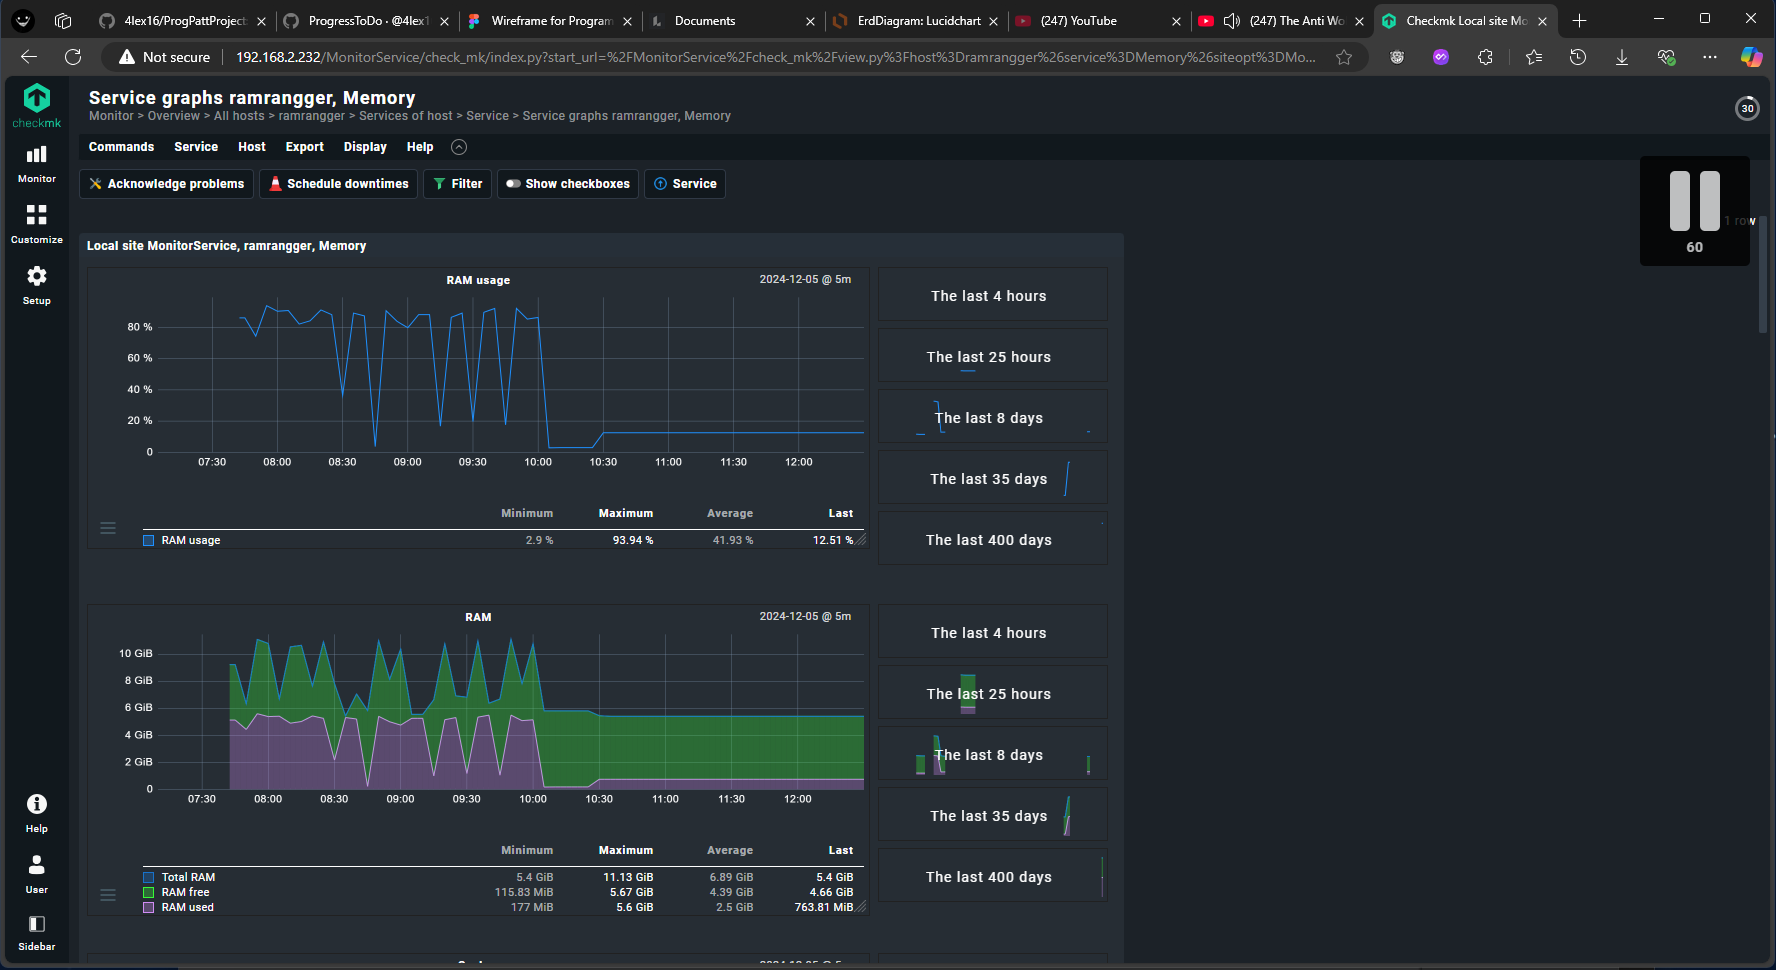 4lex16/ProgPattProject
ProgressToDo · @4lex1
Wireframe for Program
Documents
ErdDiagram: Lucidchart
(247) YouTube
(247) The Anti Wo
Checkmk Local site Mo
Not secure
192.168.2.232/MonitorService/check_mk/index.py?start_url=%2FMonitorService%2Fcheck_mk%2Fview.py%3Fhost%3Dramrangger%26service%3DMemory%26siteopt%3DMo...
checkmk
Monitor
Customize
Setup
Help
User
Sidebar
Service graphs ramrangger, Memory
Monitor > Overview > All hosts > ramrangger > Services of host > Service > Service graphs ramrangger, Memory
30
Commands Service Host Export Display Help
Acknowledge problems Schedule downtimes Filter Show checkboxes Service
1 row
60
Local site MonitorService, ramrangger, Memory
RAM usage
2024-12-05 @ 5m
80 %
60 %
40 %
20 %
0
07:30 08:00 08:30 09:00 09:30 10:00 10:30 11:00 11:30 12:00
Minimum Maximum Average Last
RAM usage 2.9 % 93.94 % 41.93 % 12.51 %
The last 4 hours
The last 25 hours
The last 8 days
The last 35 days
The last 400 days
RAM
2024-12-05 @ 5m
10 GiB
8 GiB
6 GiB
4 GiB
2 GiB
0
07:30 08:00 08:30 09:00 09:30 10:00 10:30 11:00 11:30 12:00
Minimum Maximum Average Last
Total RAM 5.4 GiB 11.13 GiB 6.89 GiB 5.4 GiB
RAM free 115.83 MiB 5.67 GiB 4.39 GiB 4.66 GiB
RAM used 177 MiB 5.6 GiB 2.5 GiB 763.81 MiB
The last 4 hours
The last 25 hours
The last 8 days
The last 35 days
The last 400 days